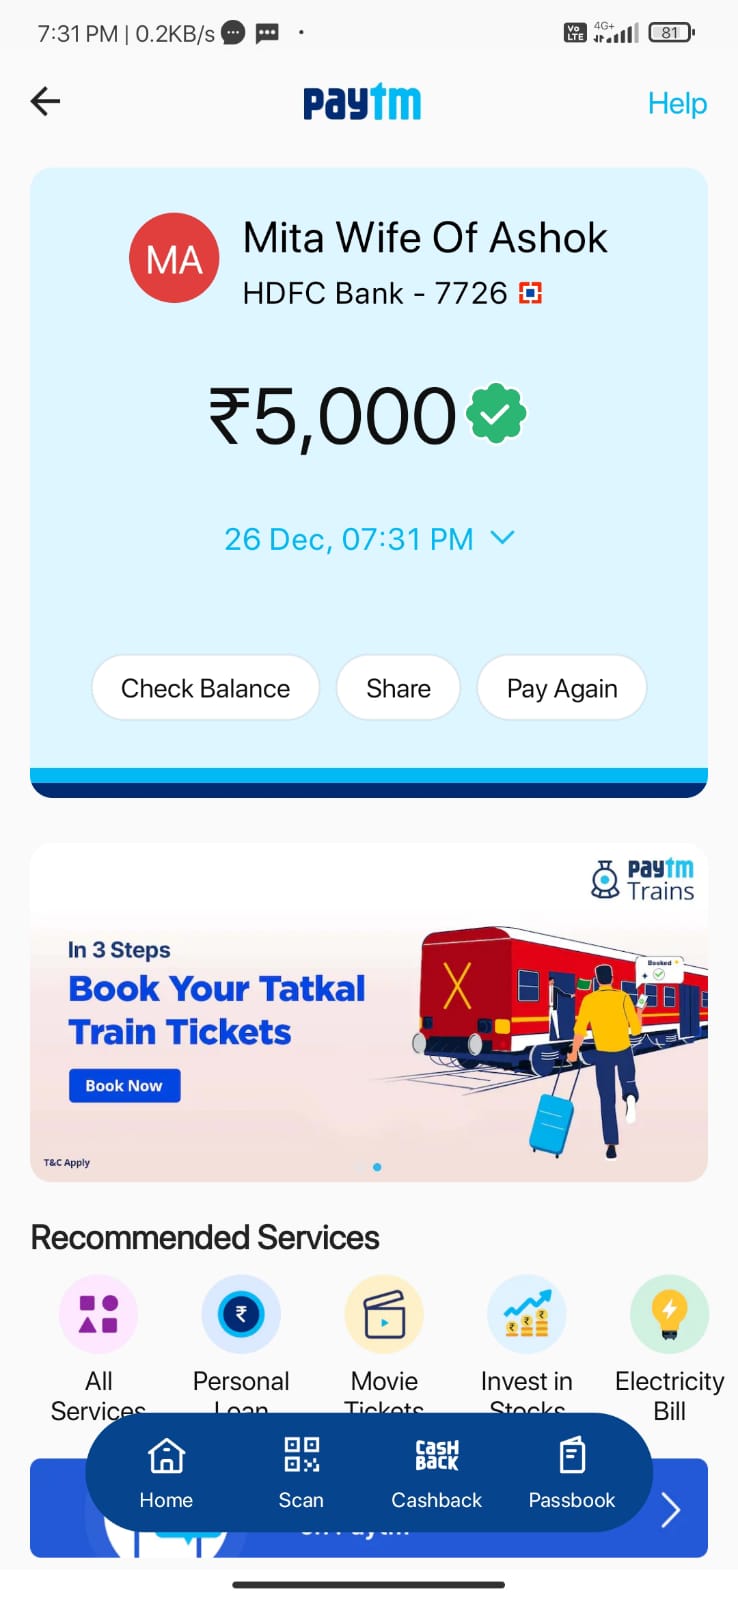 7:31 PM | 0.2KB/s
Vo LTE 4G+ 81
paytm
Help
MA
Mita Wife Of Ashok
HDFC Bank - 7726
₹5,000
26 Dec, 07:31 PM
Check Balance Share Pay Again
paytm
Trains
In 3 Steps
Book Your Tatkal
Train Tickets
Book Now
Booked
T&C Apply
Recommended Services
All Services
Personal Loan
Movie Tickets
Invest in Stocks
Electricity Bill
CASH BACK
Home Scan Cashback Passbook